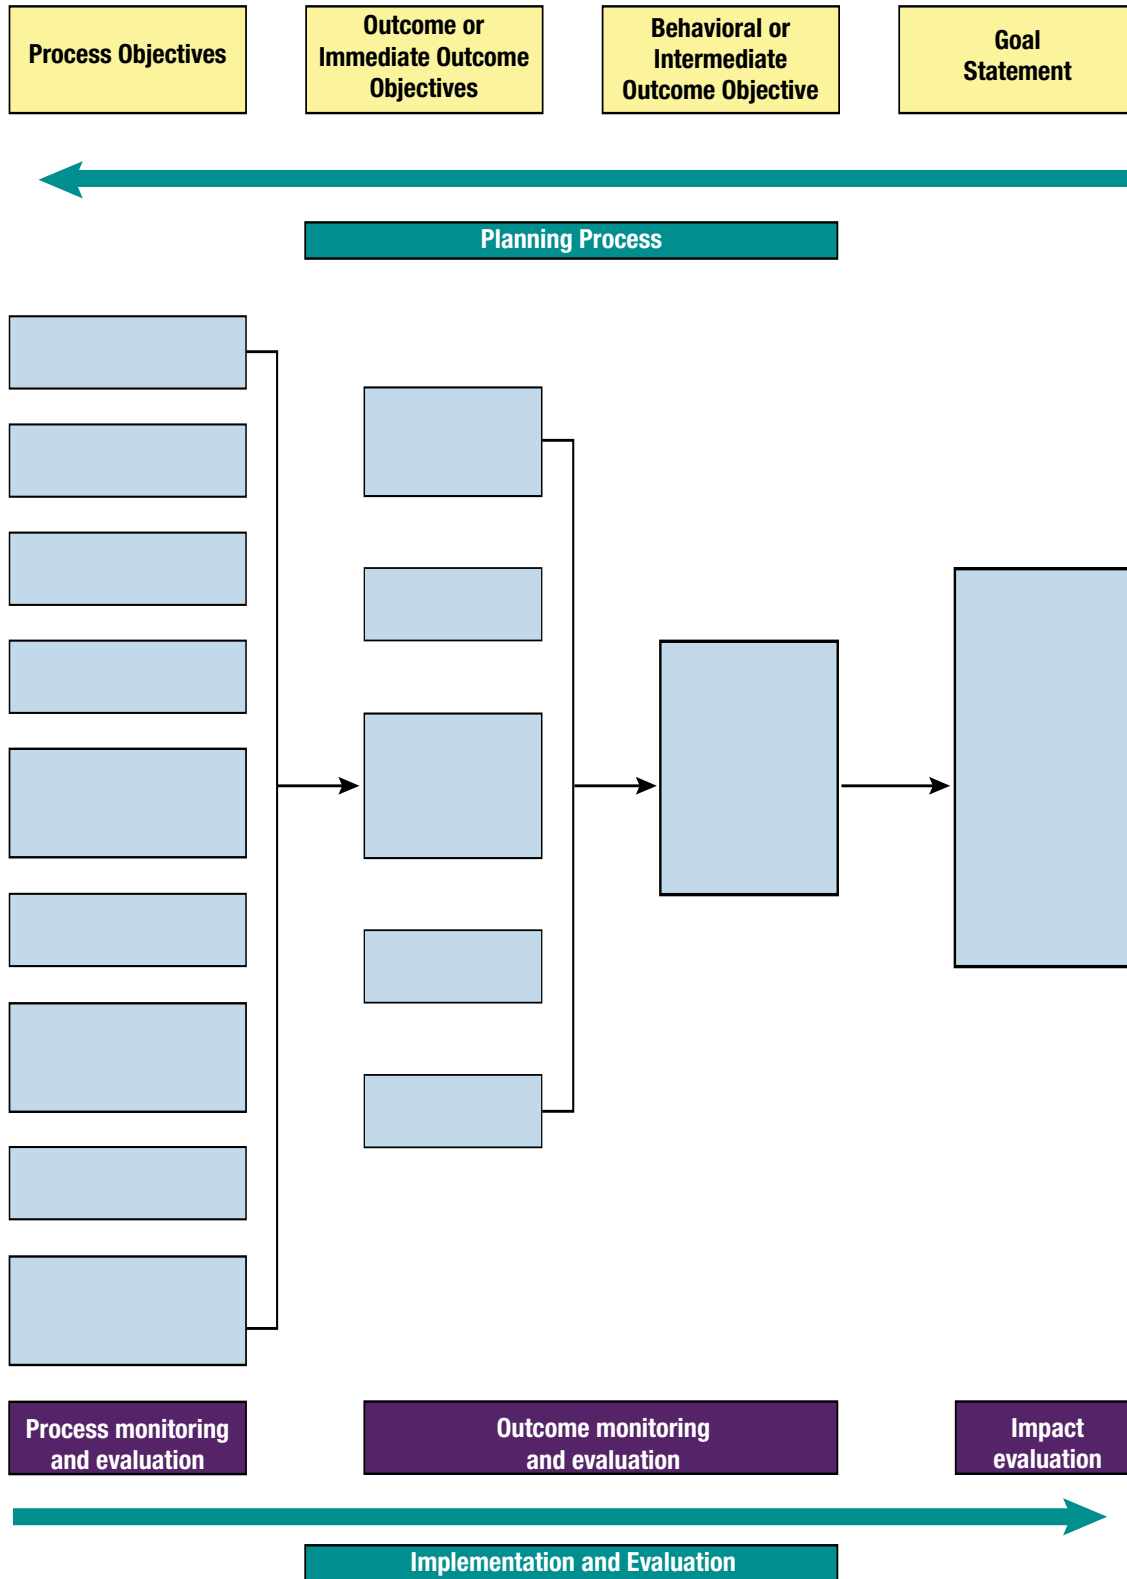 Process Objectives
Outcome or
Immediate Outcome
Objectives
Behavioral or
Intermediate
Outcome Objective
Goal
Statement
Planning Process
Process monitoring
and evaluation
Outcome monitoring
and evaluation
Impact
evaluation
Implementation and Evaluation